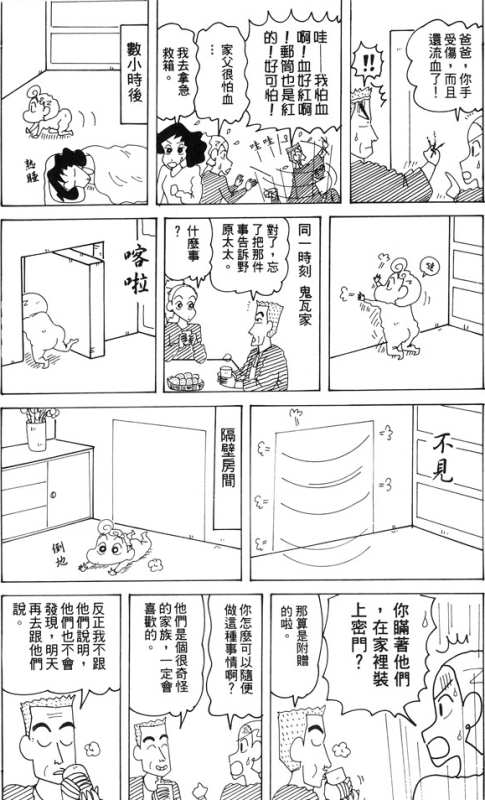 爸爸，你手
受傷，而且
還流血了！
!!
哇──我怕血
啊！血好紅啊
！郵筒也是紅
的！好可怕！
哇 哇
家父很怕血
我去拿急
救箱。
數小時後
熟睡
同一時刻 鬼瓦家
對了，忘
了把那件
事告訴野
原太太。
什麼事
？
喀啦
不見
隔壁房間
倒地
你瞞著他們
，在家裡裝
上密門？
那算是附贈
的啦。
你怎麼可以隨便
做這種事情啊？
他們是個很奇怪
的家族，一定會
喜歡的。
反正我不跟
他們說明，
他們也不會
發現，明天
再去跟他們
說。